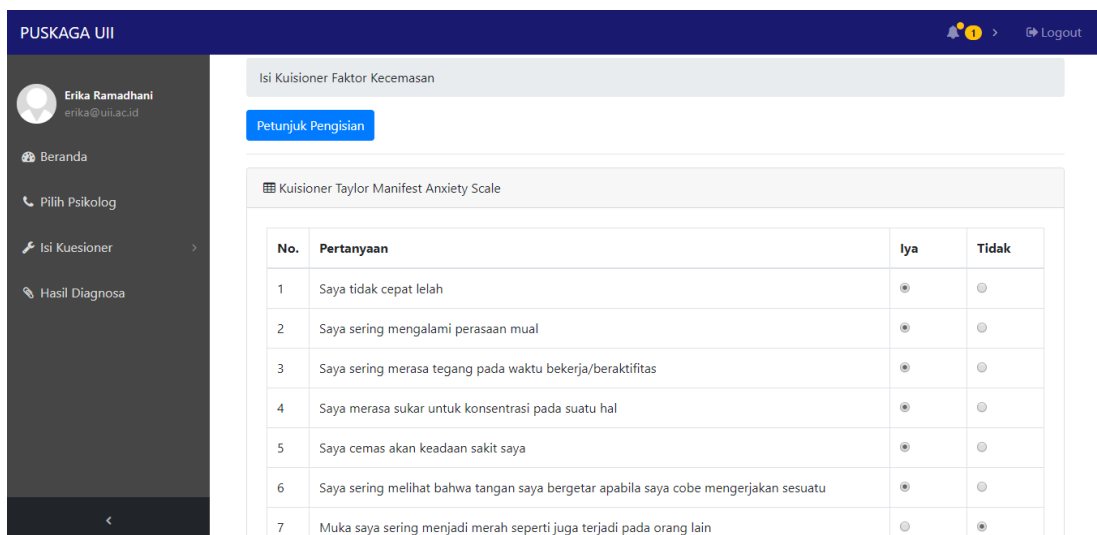 PUSKAGA UII
1
Logout
Erika Ramadhani
erika@uii.ac.id
Beranda
Pilih Psikolog
Isi Kuesioner
Hasil Diagnosa
Isi Kuisioner Faktor Kecemasan
Petunjuk Pengisian
Kuisioner Taylor Manifest Anxiety Scale
No. Pertanyaan Iya Tidak
1 Saya tidak cepat lelah
2 Saya sering mengalami perasaan mual
3 Saya sering merasa tegang pada waktu bekerja/beraktifitas
4 Saya merasa sukar untuk konsentrasi pada suatu hal
5 Saya cemas akan keadaan sakit saya
6 Saya sering melihat bahwa tangan saya bergetar apabila saya cobe mengerjakan sesuatu
7 Muka saya sering menjadi merah seperti juga terjadi pada orang lain